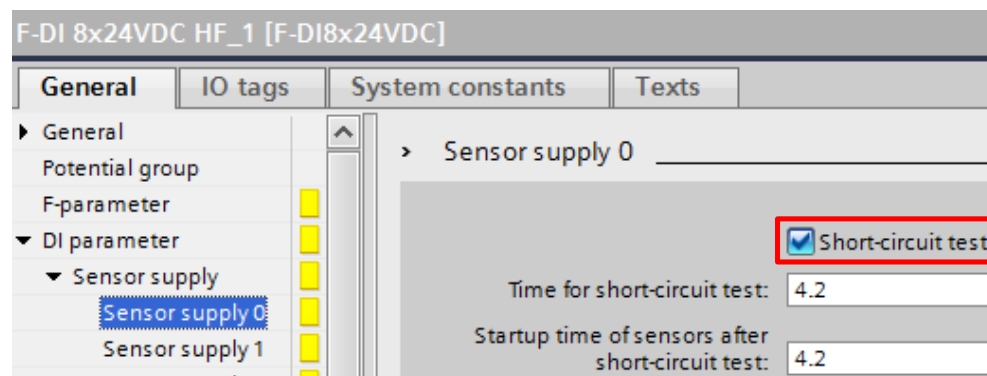 F-DI 8x24VDC HF_1 [F-DI8x24VDC]
General IO tags System constants Texts
General
Potential group
F-parameter
DI parameter
Sensor supply
Sensor supply 0
Sensor supply 1
Sensor supply 0
Short-circuit test
Time for short-circuit test: 4.2
Startup time of sensors after
short-circuit test: 4.2